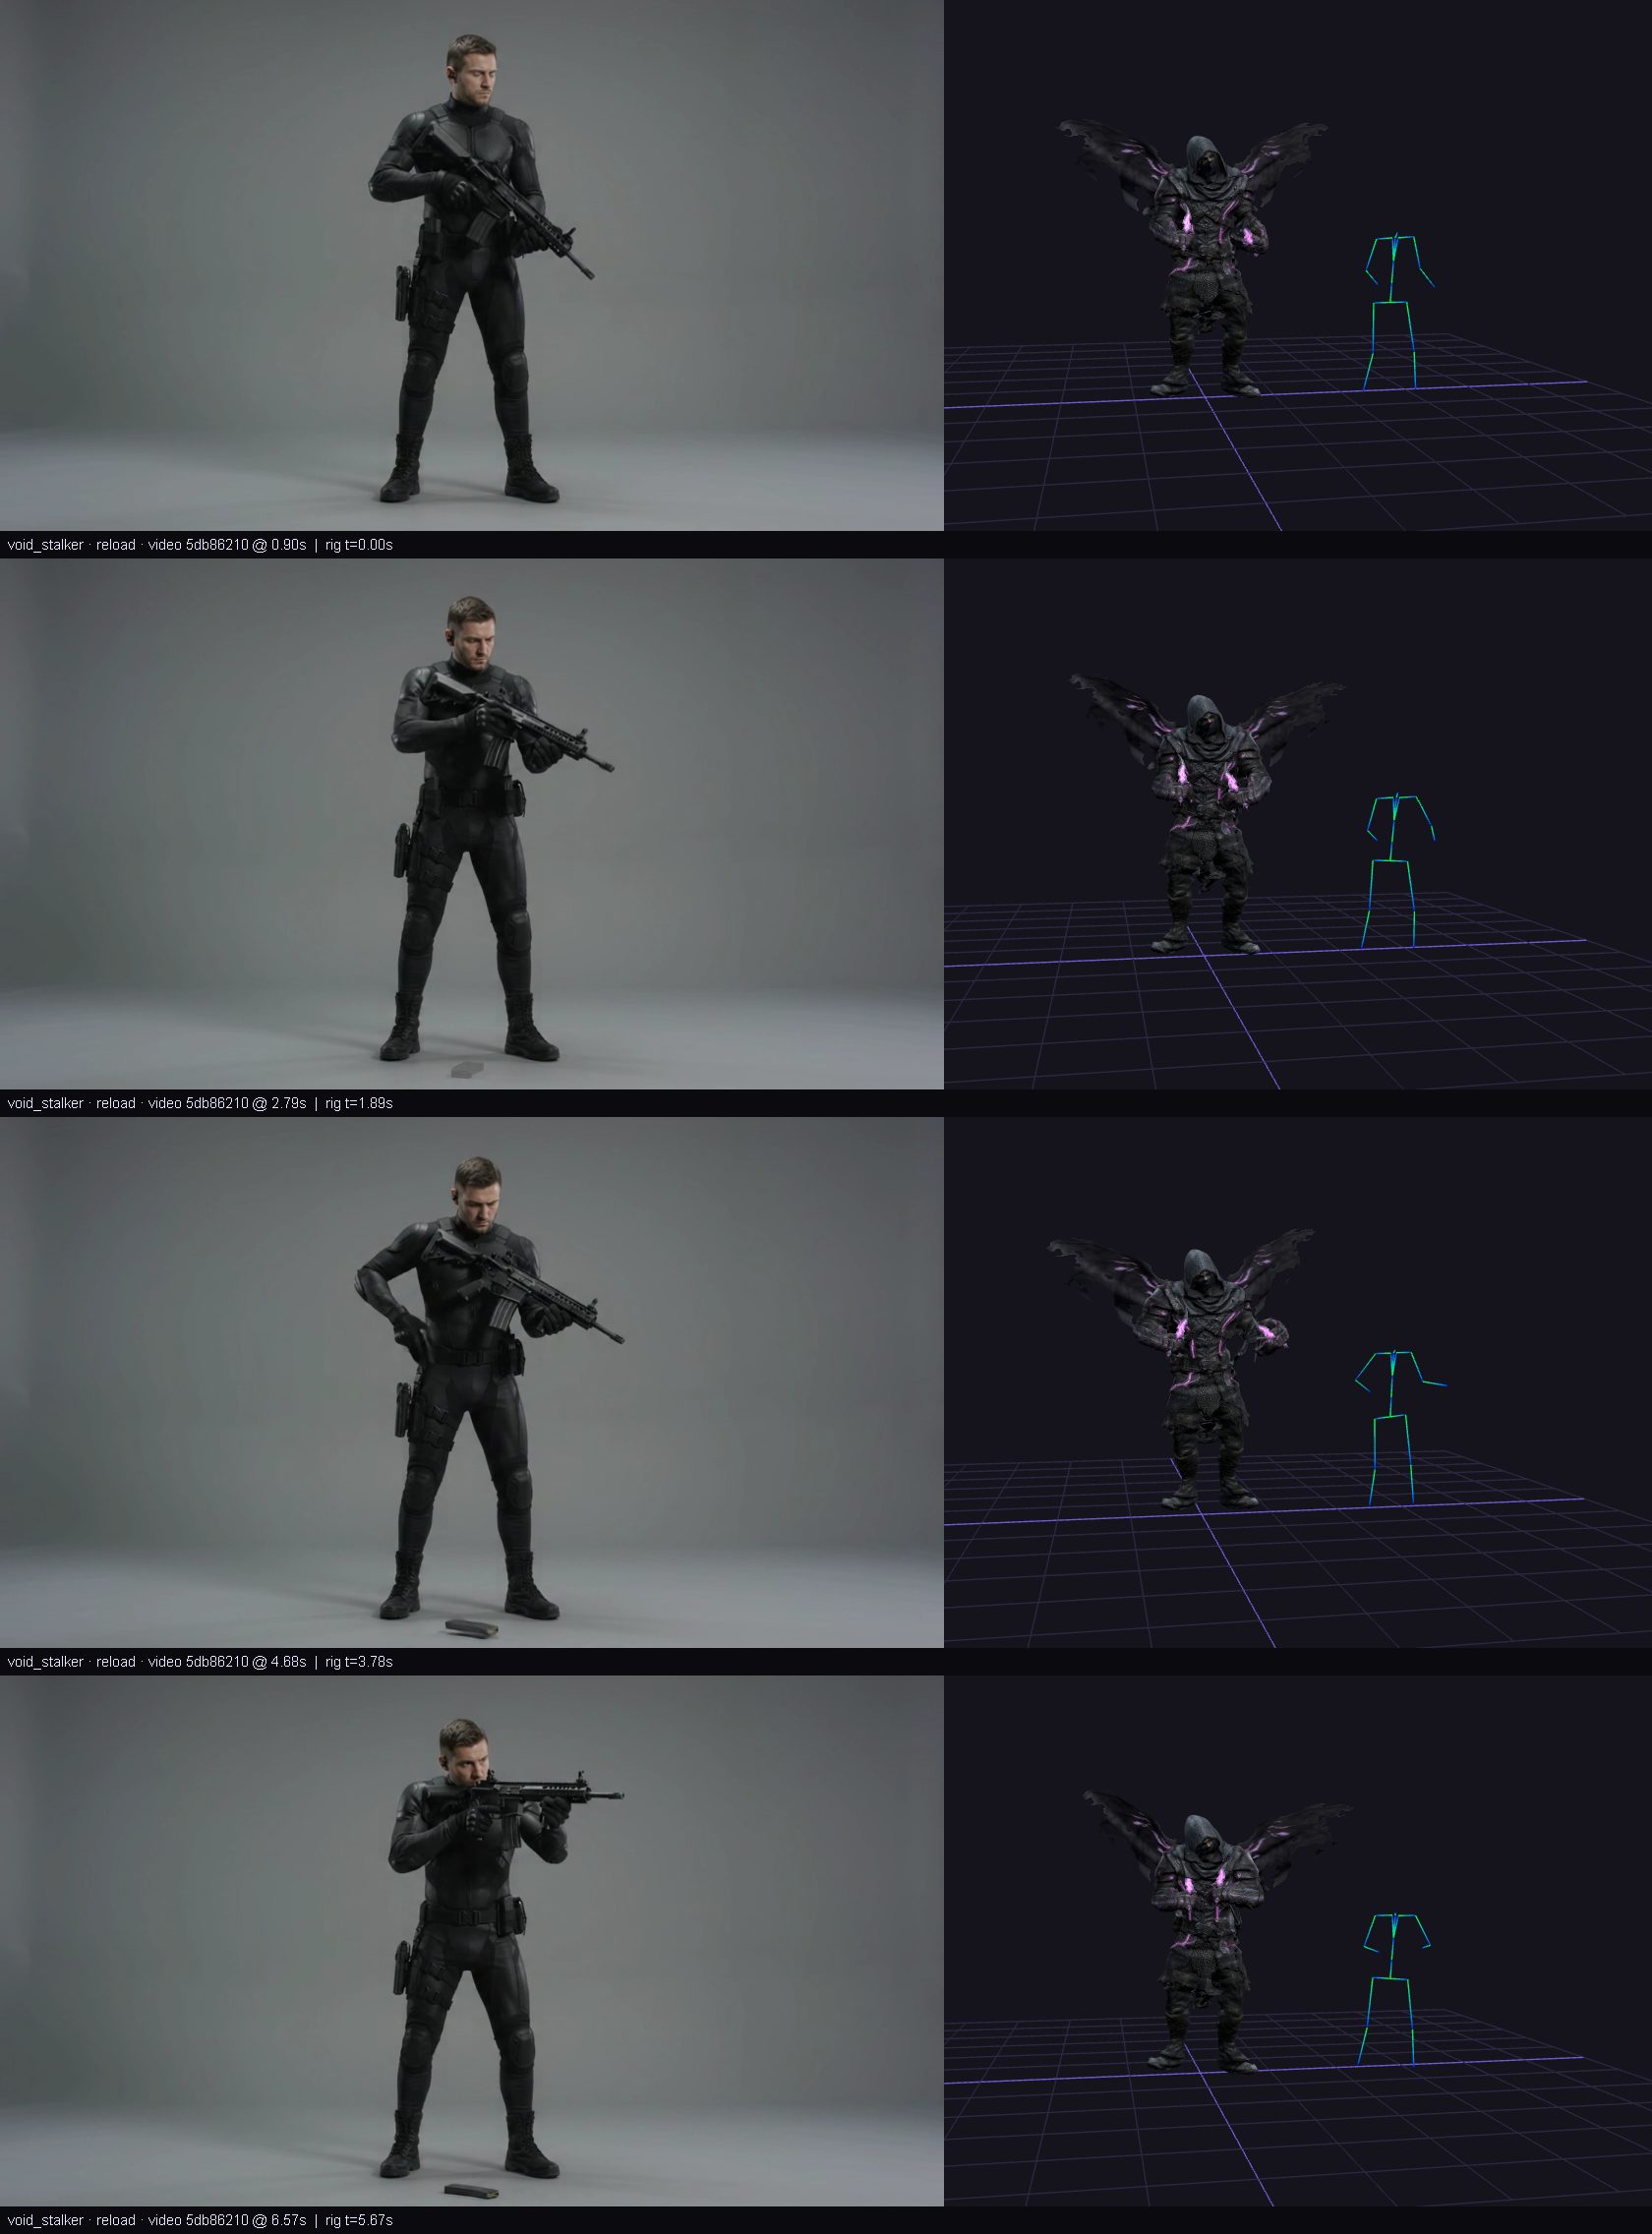 void_stalker · reload · video 5db86210 @ 0.90s | rig t=0.00s
void_stalker · reload · video 5db86210 @ 2.79s | rig t=1.89s
void_stalker · reload · video 5db86210 @ 4.68s | rig t=3.78s
void_stalker · reload · video 5db86210 @ 6.57s | rig t=5.67s